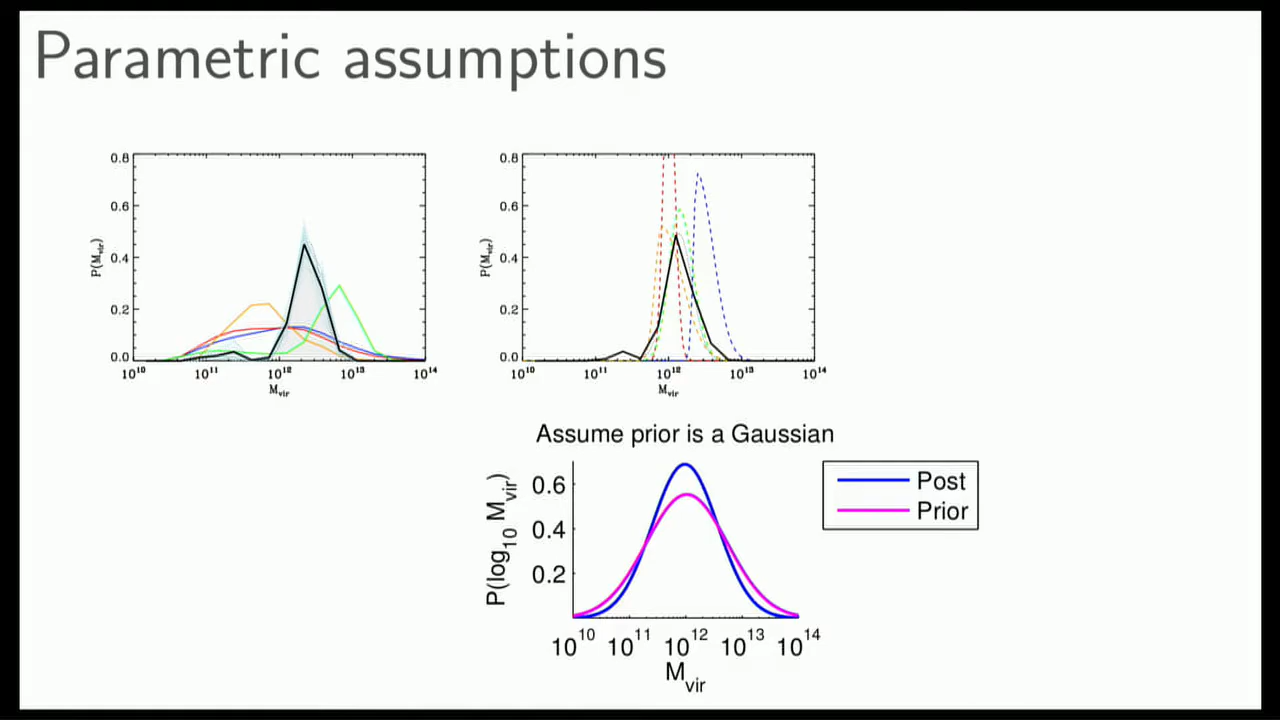 Parametric assumptions
0.8
0.6
0.4
0.2
0.0
P(M_vir)
10^10 10^11 10^12 10^13 10^14
M_vir
0.8
0.6
0.4
0.2
0.0
P(M_vir)
10^10 10^11 10^12 10^13 10^14
M_vir
Assume prior is a Gaussian
0.6
0.4
0.2
P(log_10 M_vir)
10^10 10^11 10^12 10^13 10^14
M_vir
Post
Prior